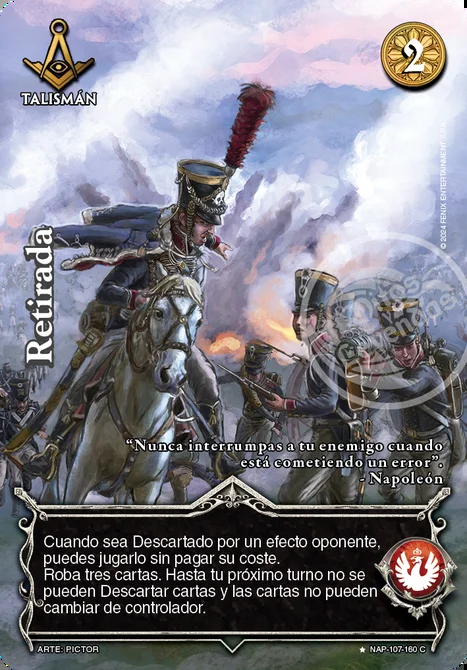 TALISMÁN
2
© 2024 FENIX ENTERTAINMENT
Retirada
“Nunca interrumpas a tu enemigo cuando
está cometiendo un error”.
- Napoleón
Cuando sea Descartado por un efecto oponente,
puedes jugarlo sin pagar su coste.
Roba tres cartas. Hasta tu próximo turno no se
pueden Descartar cartas y las cartas no pueden
cambiar de controlador.
ARTE: PICTOR
★ NAP-107-160 C